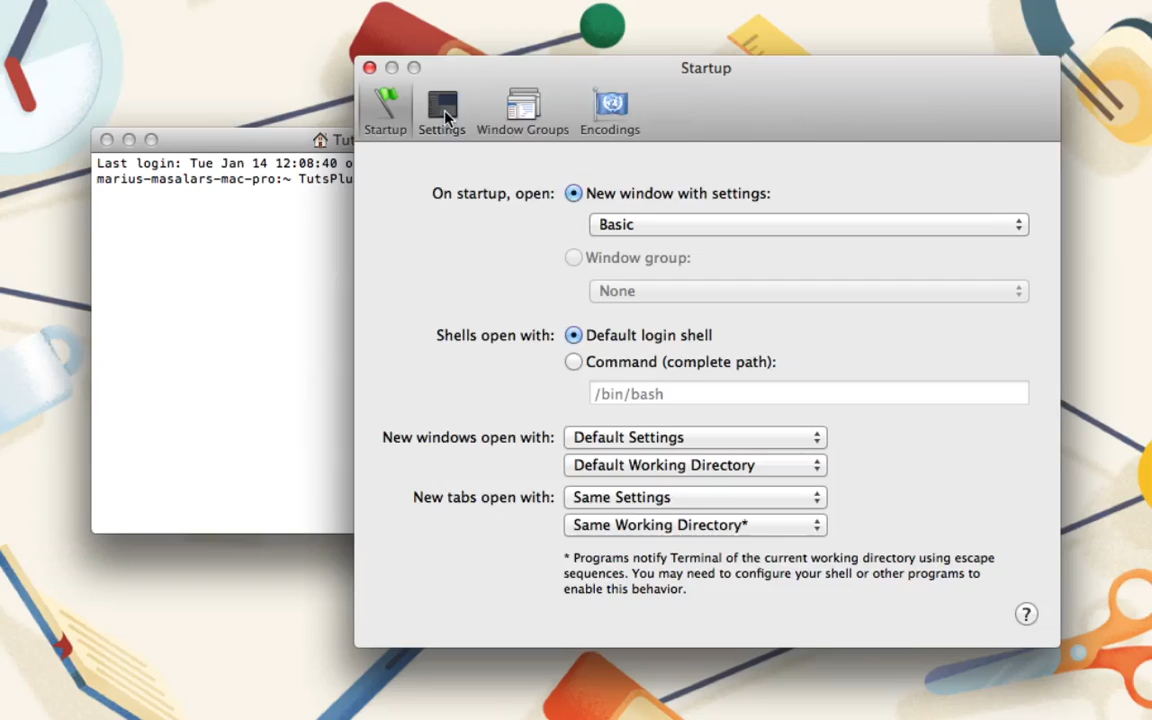 Startup
Startup
Settings
Window Groups
Encodings
Last login: Tue Jan 14 12:08:40
marius-masalars-mac-pro:~
On startup, open:
New window with settings:
Basic
Window group:
None
Shells open with:
Default login shell
Command (complete path):
/bin/bash
New windows open with:
Default Settings
Default Working Directory
New tabs open with:
Same Settings
Same Working Directory*
* Programs notify Terminal of the current working directory using escape
sequences. You may need to configure your shell or other programs to
enable this behavior.
?